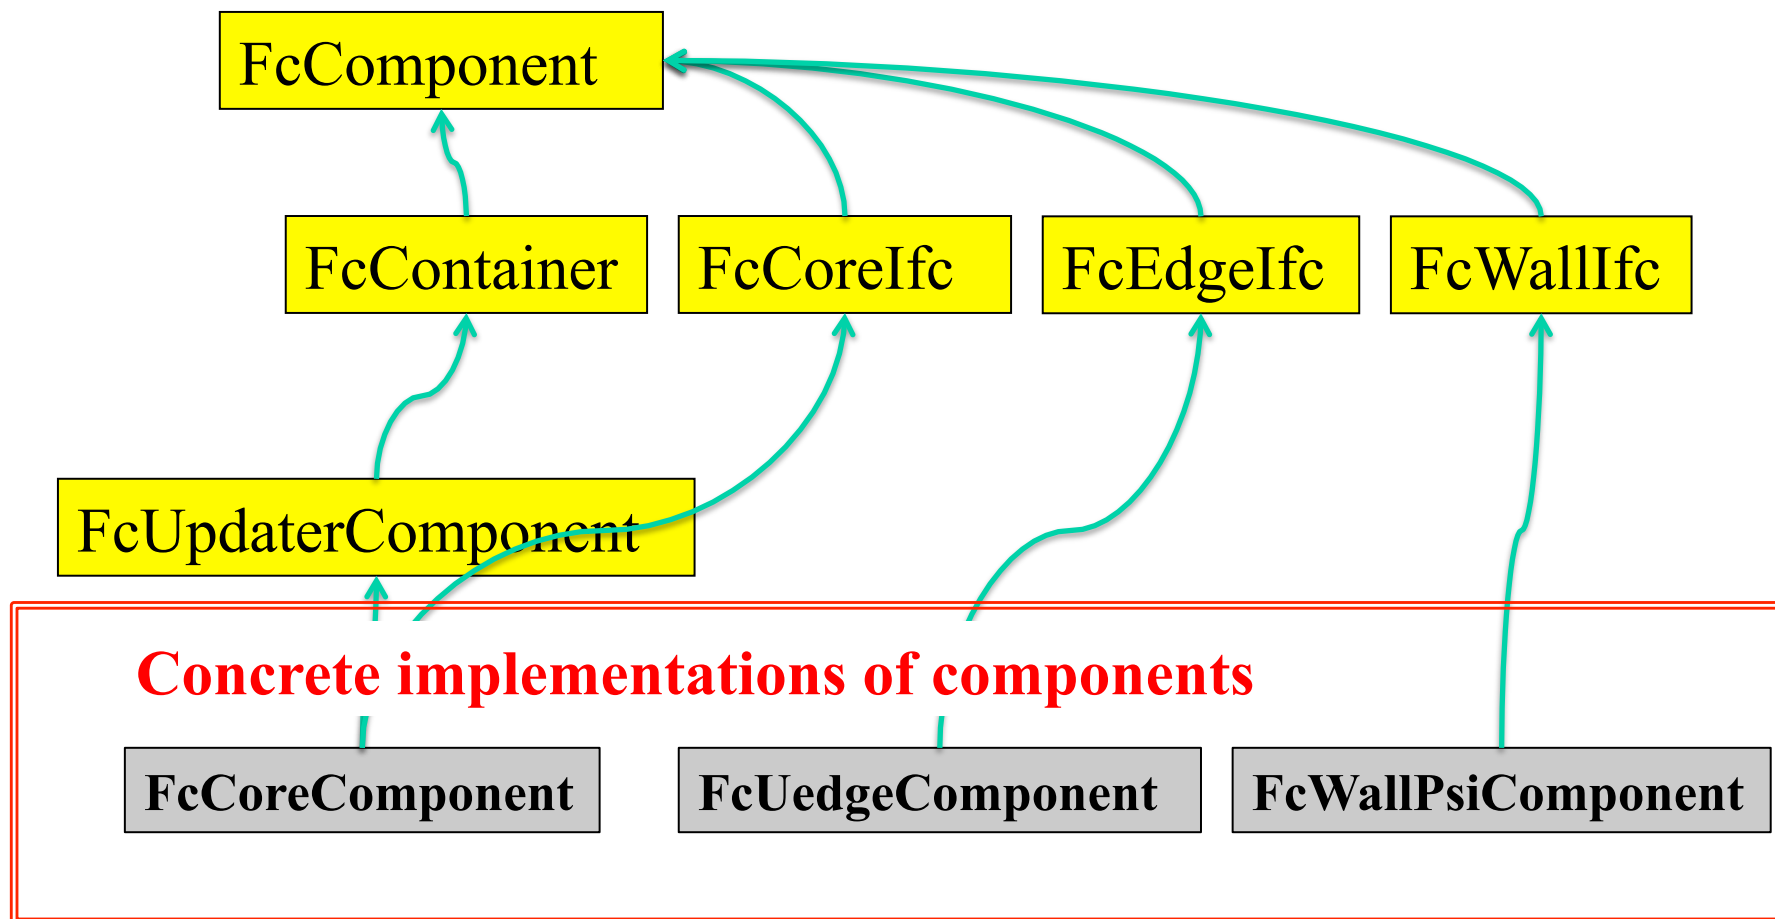 FcComponent
FcContainer
FcCoreIfc
FcEdgeIfc
FcWallIfc
FcUpdaterComponent
Concrete implementations of components
FcCoreComponent
FcUedgeComponent
FcWallPsiComponent